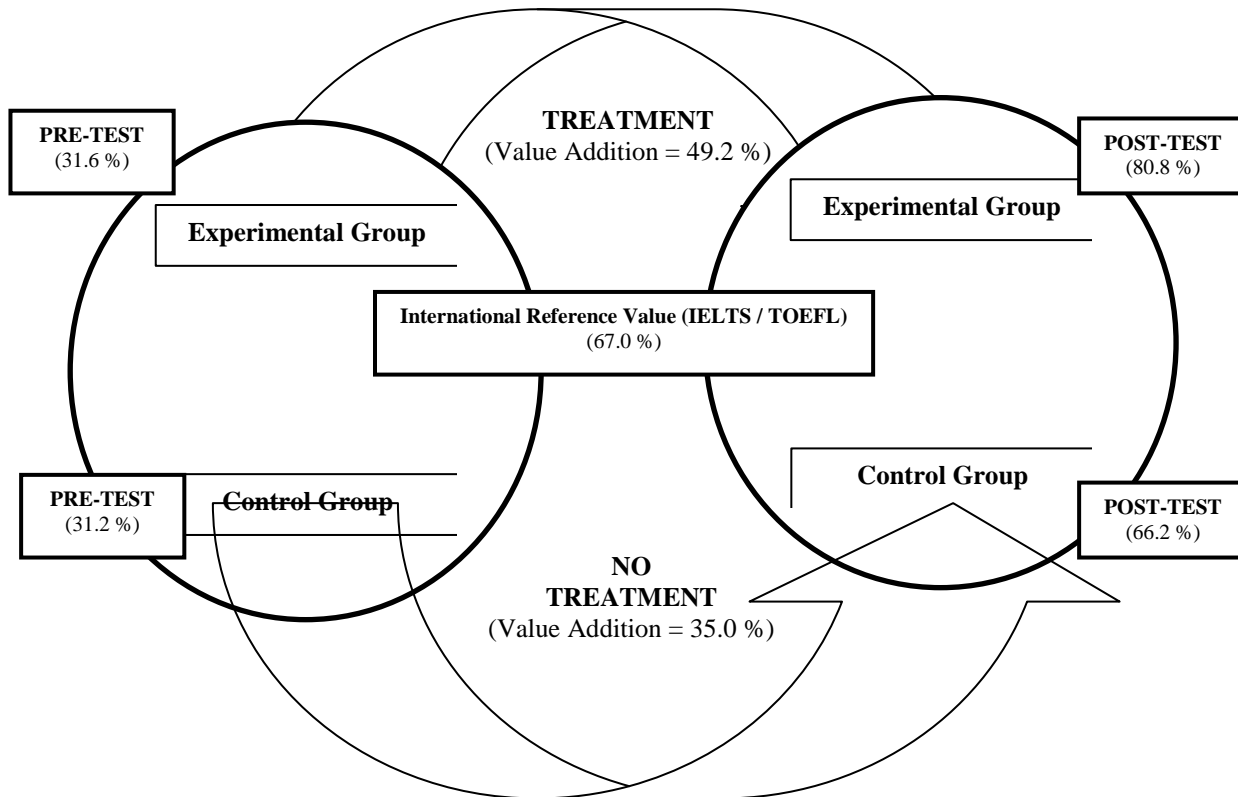 TREATMENT
(Value Addition = 49.2 %)
PRE-TEST
(31.6 %)
POST-TEST
(80.8 %)
Experimental Group
Experimental Group
International Reference Value (IELTS / TOEFL)
(67.0 %)
Control Group
Control Group
PRE-TEST
(31.2 %)
POST-TEST
(66.2 %)
NO
TREATMENT
(Value Addition = 35.0 %)